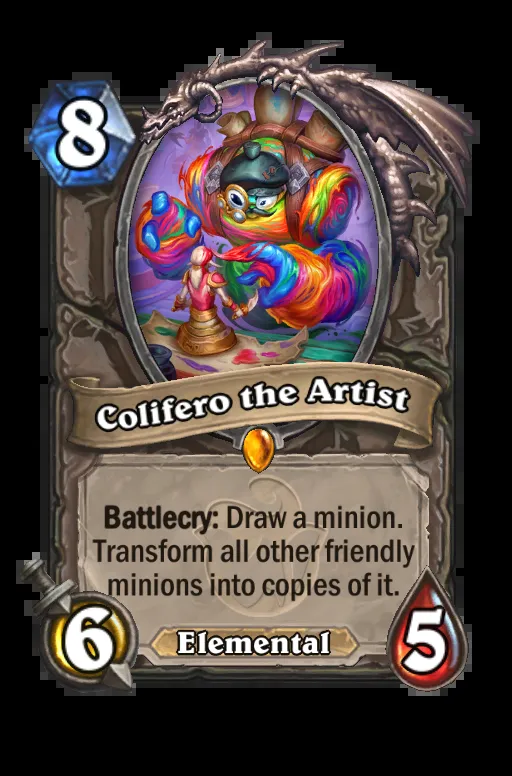 8
Colifero the Artist
Battlecry: Draw a minion.
Transform all other friendly
minions into copies of it.
6
Elemental
5